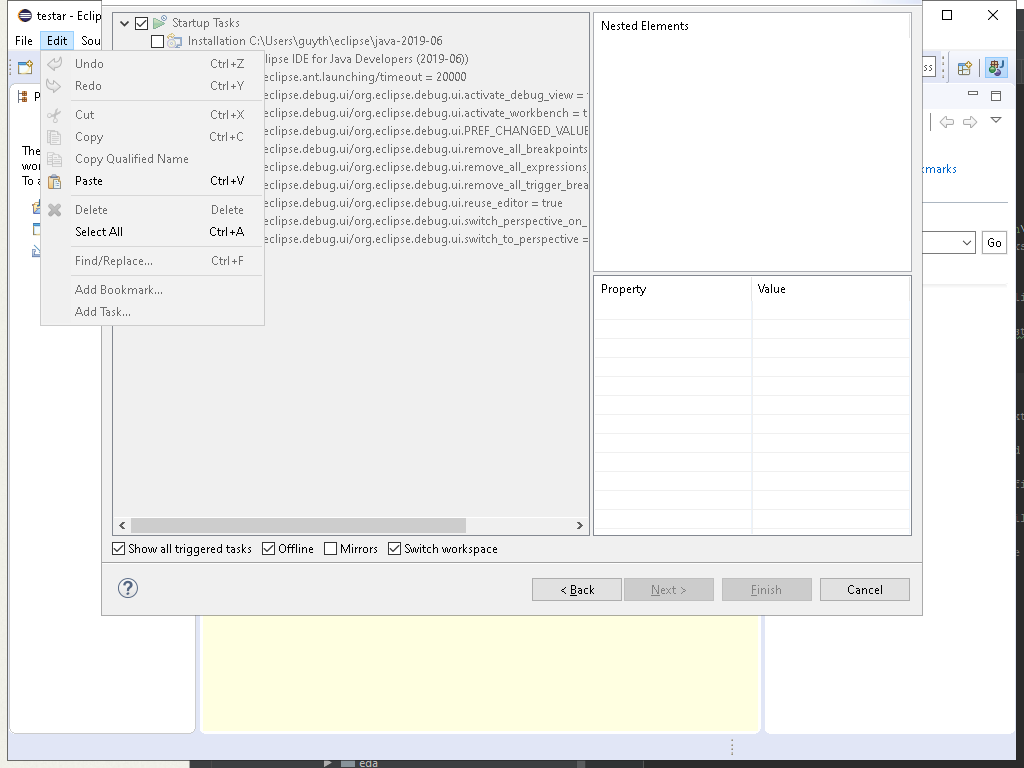 testar - Eclip
File Edit Sou
Undo Ctrl+Z
Redo Ctrl+Y
Cut Ctrl+X
Copy Ctrl+C
Copy Qualified Name
Paste Ctrl+V
Delete Delete
Select All Ctrl+A
Find/Replace... Ctrl+F
Add Bookmark...
Add Task...
P
The
wor
To a
Startup Tasks
Installation C:\Users\guyth\eclipse\java-2019-06
lipse IDE for Java Developers (2019-06))
eclipse.ant.launching/timeout = 20000
eclipse.debug.ui/org.eclipse.debug.ui.activate_debug_view =
eclipse.debug.ui/org.eclipse.debug.ui.activate_workbench = t
eclipse.debug.ui/org.eclipse.debug.ui.PREF_CHANGED_VALUE
eclipse.debug.ui/org.eclipse.debug.ui.remove_all_breakpoints
eclipse.debug.ui/org.eclipse.debug.ui.remove_all_expressions
eclipse.debug.ui/org.eclipse.debug.ui.remove_all_trigger_brea
eclipse.debug.ui/org.eclipse.debug.ui.reuse_editor = true
eclipse.debug.ui/org.eclipse.debug.ui.switch_perspective_on_
eclipse.debug.ui/org.eclipse.debug.ui.switch_to_perspective =
Nested Elements
Property Value
Show all triggered tasks Offline Mirrors Switch workspace
< Back Next > Finish Cancel
ss
kmarks
Go
eda